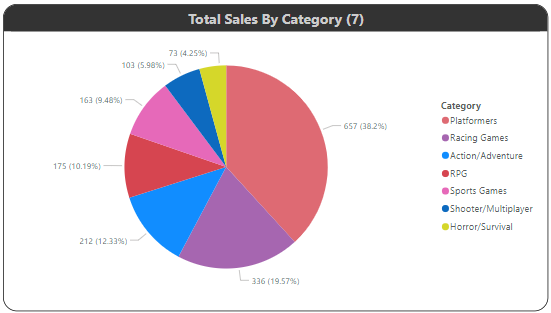 Total Sales By Category (7)
73 (4.25%)
103 (5.98%)
163 (9.48%)
175 (10.19%)
212 (12.33%)
336 (19.57%)
657 (38.2%)
Category
Platformers
Racing Games
Action/Adventure
RPG
Sports Games
Shooter/Multiplayer
Horror/Survival